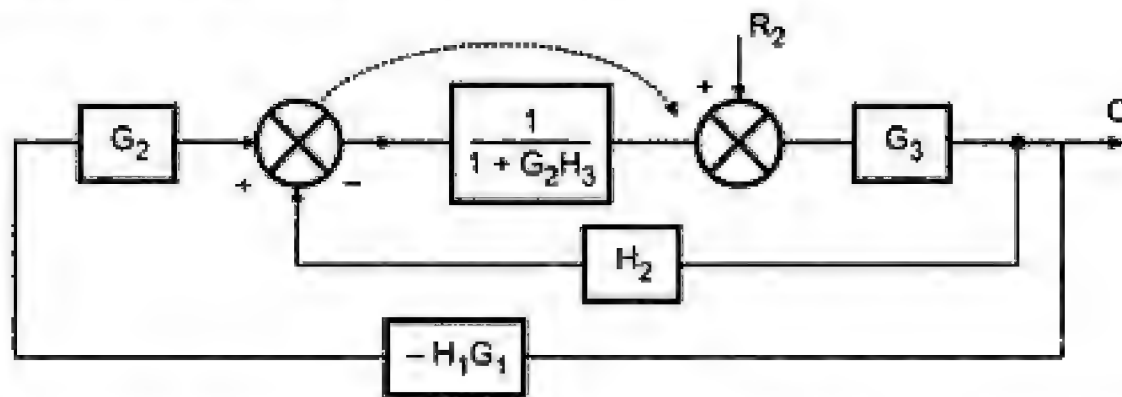 R₂
+
C
G₂
1
1 + G₂H₃
G₃
+
−
H₂
− H₁G₁